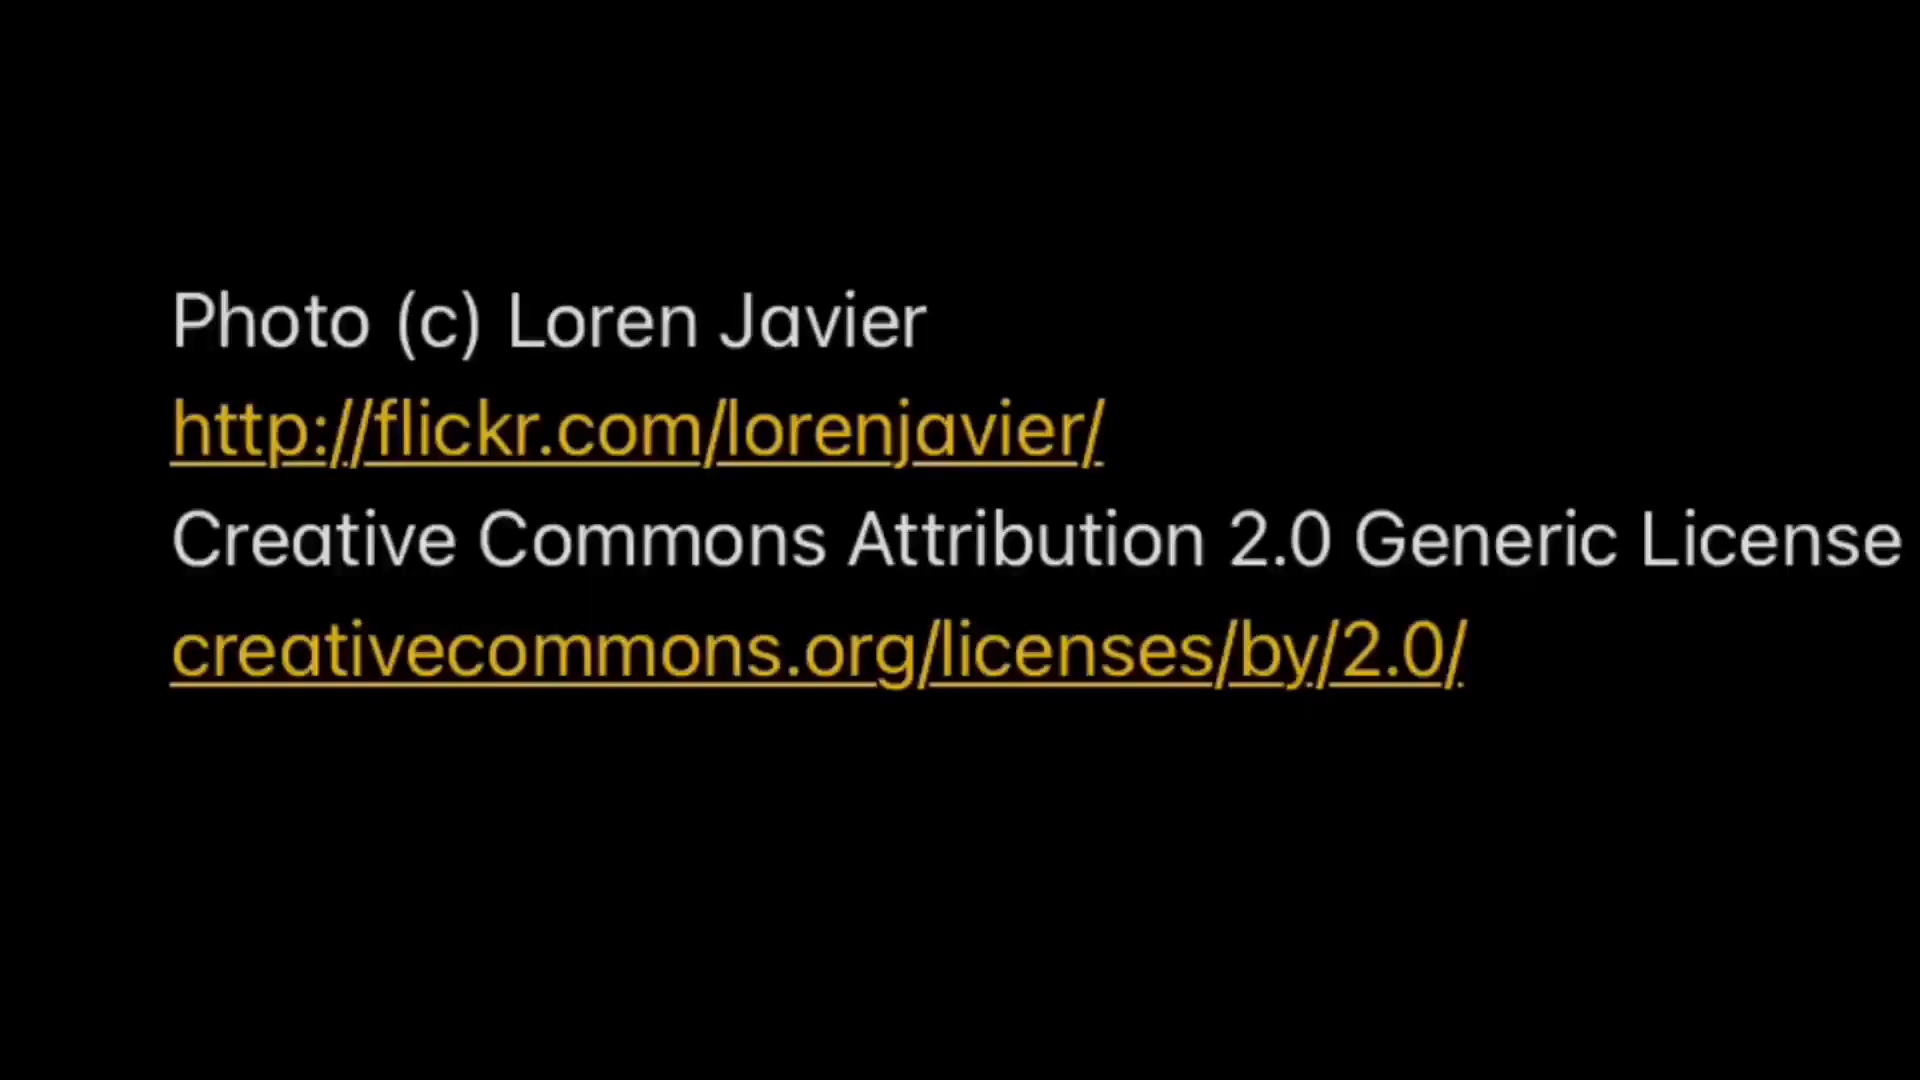 Photo (c) Loren Javier
http://flickr.com/lorenjavier/
Creative Commons Attribution 2.0 Generic License
creativecommons.org/licenses/by/2.0/